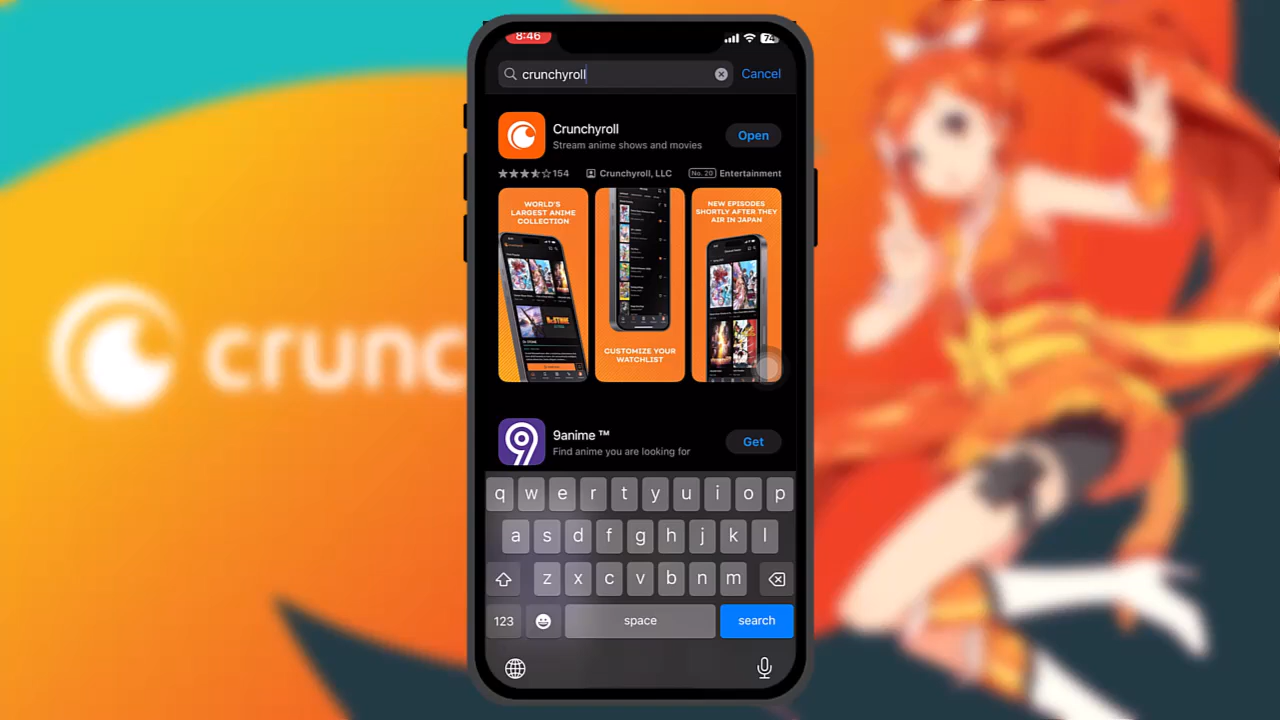 8:46
74
crunchyroll
Cancel
Crunchyroll
Stream anime shows and movies
Open
154
Crunchyroll, LLC
No. 20
Entertainment
WORLD'S
LARGEST ANIME
COLLECTION
CUSTOMIZE YOUR
WATCHLIST
NEW EPISODES
SHORTLY AFTER THEY
AIR IN JAPAN
crunc
9anime ™
Find anime you are looking for
Get
q w e r t y u i o p
a s d f g h j k l
z x c v b n m
123
space
search